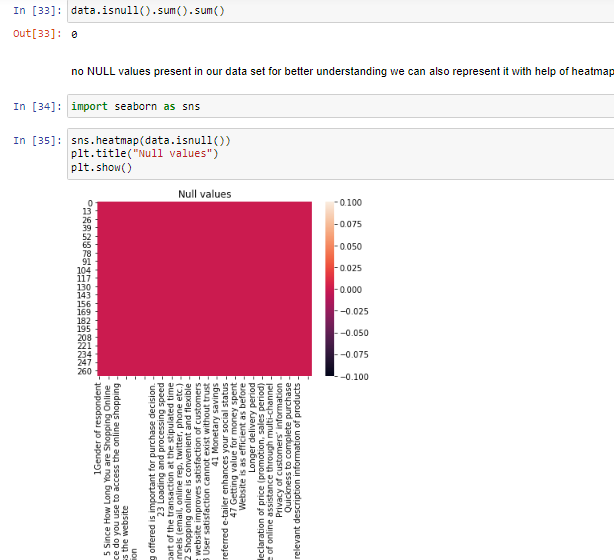 In [33]: data.isnull().sum().sum()
Out[33]: 0
no NULL values present in our data set for better understanding we can also represent it with help of heatmap
In [34]: import seaborn as sns
In [35]: sns.heatmap(data.isnull())
plt.title("Null values")
plt.show()
Null values
0
13
26
39
52
65
78
91
104
117
130
143
156
169
182
195
208
221
234
247
260
0.100
0.075
0.050
0.025
0.000
−0.025
−0.050
−0.075
−0.100
1Gender of respondent
5 Since How Long You are Shopping Online
ce do you use to access the online shopping
s the website
on
g offered is important for purchase decision.
23 Loading and processing speed
part of the transaction at the stipulated time
nnels (email, online rep, twitter, phone etc.)
2 Shopping online is convenient and flexible
website improves satisfaction of customers
User satisfaction cannot exist without trust
41 Monetary savings
referred e-tailer enhances your social status
47 Getting value for money spent
Website is as efficient as before
Longer delivery period
eclaration of price (promotion, sales period)
e of online assistance through multi-channel
Privacy of customers' information
Quickness to complete purchase
relevant description information of products